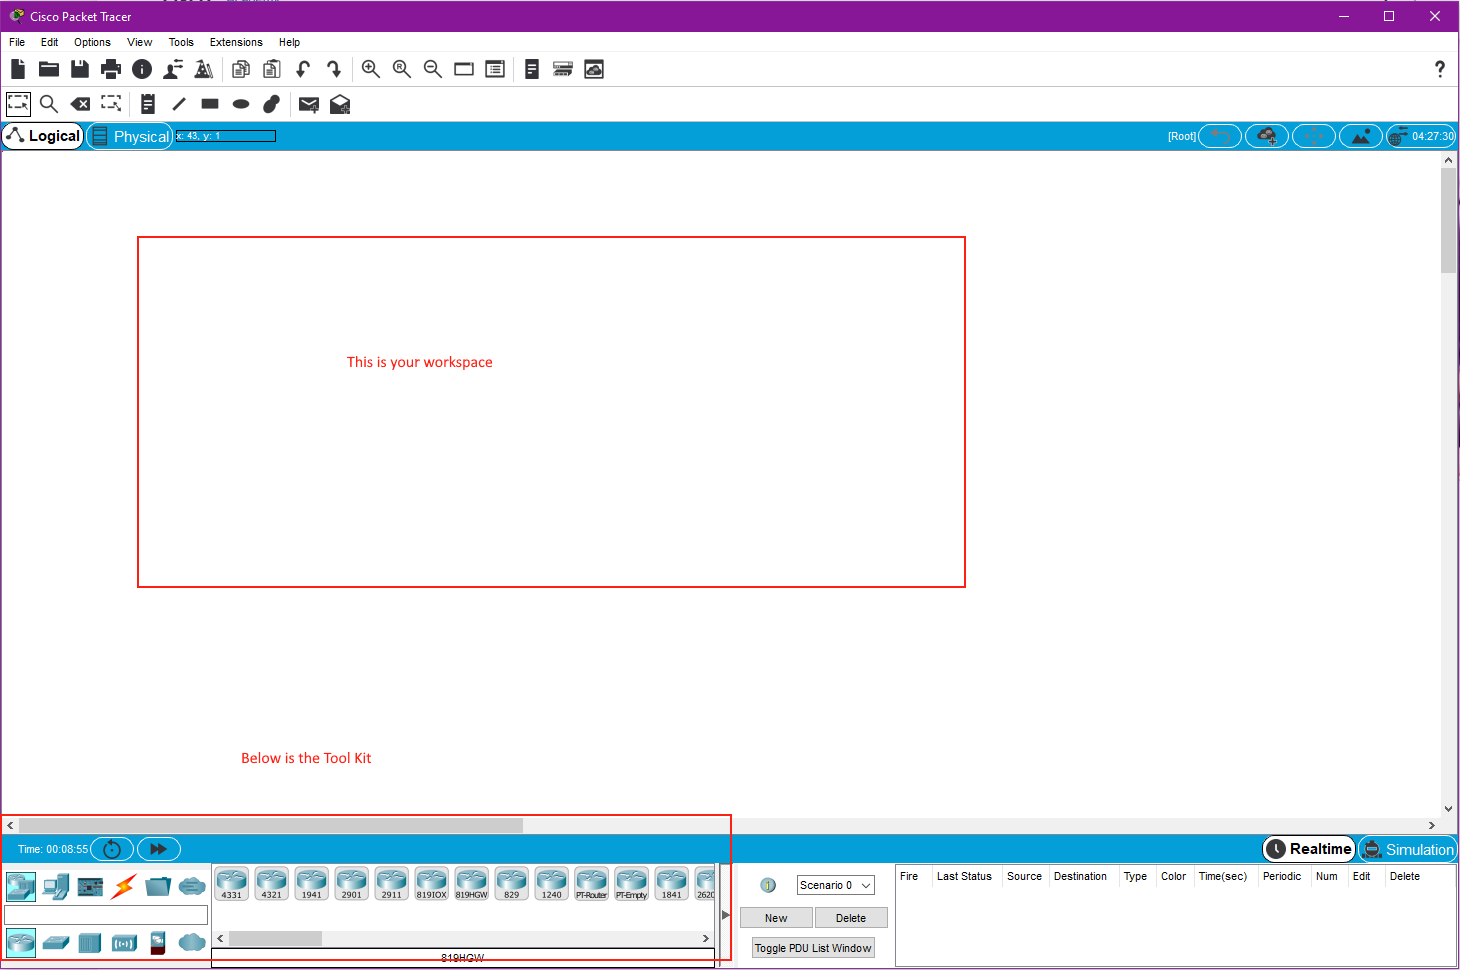 Cisco Packet Tracer
File Edit Options View Tools Extensions Help
Logical Physical x: 43, y: 1 [Root] 04:27:30
This is your workspace
Below is the Tool Kit
Time: 00:08:55 Realtime Simulation
4331 4321 1941 2901 2911 819IOX 819HGW 829 1240 PT-Router PT-Empty 1841 2620
Scenario 0
Fire Last Status Source Destination Type Color Time(sec) Periodic Num Edit Delete
New Delete
Toggle PDU List Window
819HGW